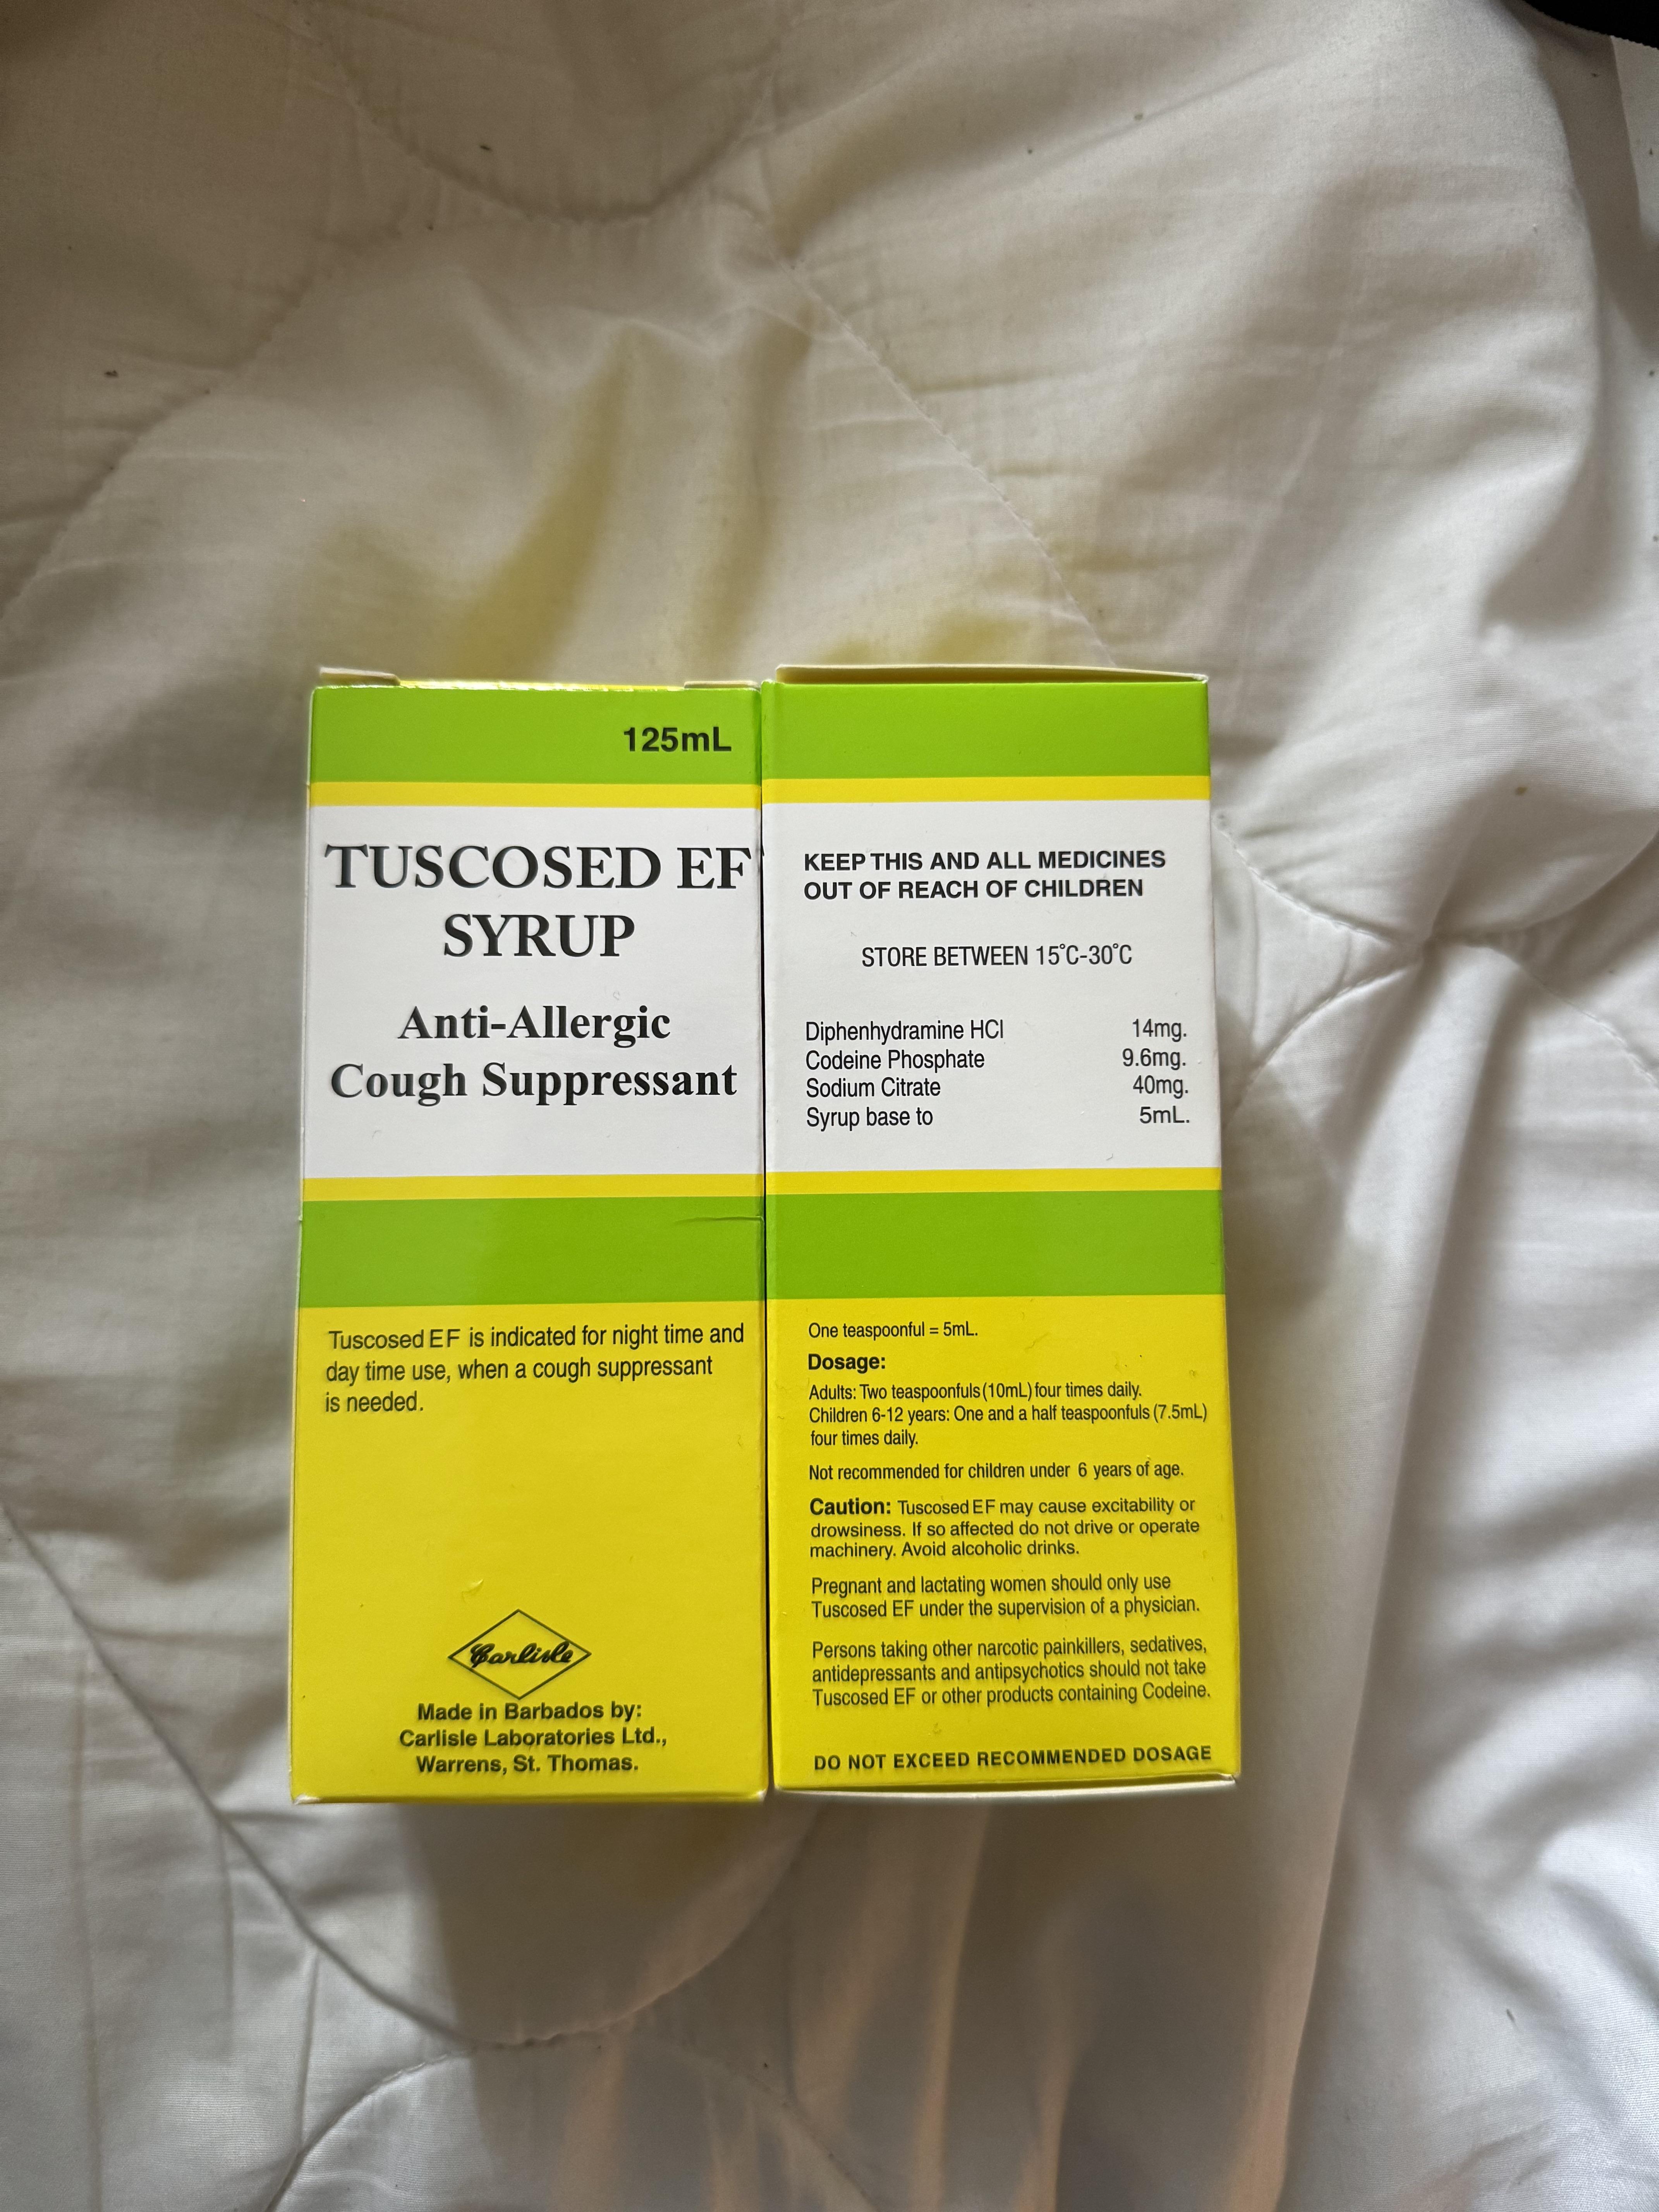 125mL
TUSCOSED EF
SYRUP
Anti-Allergic
Cough Suppressant
Tuscosed EF is indicated for night time and
day time use, when a cough suppressant
is needed.
Carlisle
Made in Barbados by:
Carlisle Laboratories Ltd.,
Warrens, St. Thomas.
KEEP THIS AND ALL MEDICINES
OUT OF REACH OF CHILDREN
STORE BETWEEN 15°C-30°C
Diphenhydramine HCl 14mg.
Codeine Phosphate 9.6mg.
Sodium Citrate 40mg.
Syrup base to 5mL.
One teaspoonful = 5mL.
Dosage:
Adults: Two teaspoonfuls (10mL) four times daily.
Children 6-12 years: One and a half teaspoonfuls (7.5mL)
four times daily.
Not recommended for children under 6 years of age.
Caution: Tuscosed EF may cause excitability or
drowsiness. If so affected do not drive or operate
machinery. Avoid alcoholic drinks.
Pregnant and lactating women should only use
Tuscosed EF under the supervision of a physician.
Persons taking other narcotic painkillers, sedatives,
antidepressants and antipsychotics should not take
Tuscosed EF or other products containing Codeine.
DO NOT EXCEED RECOMMENDED DOSAGE